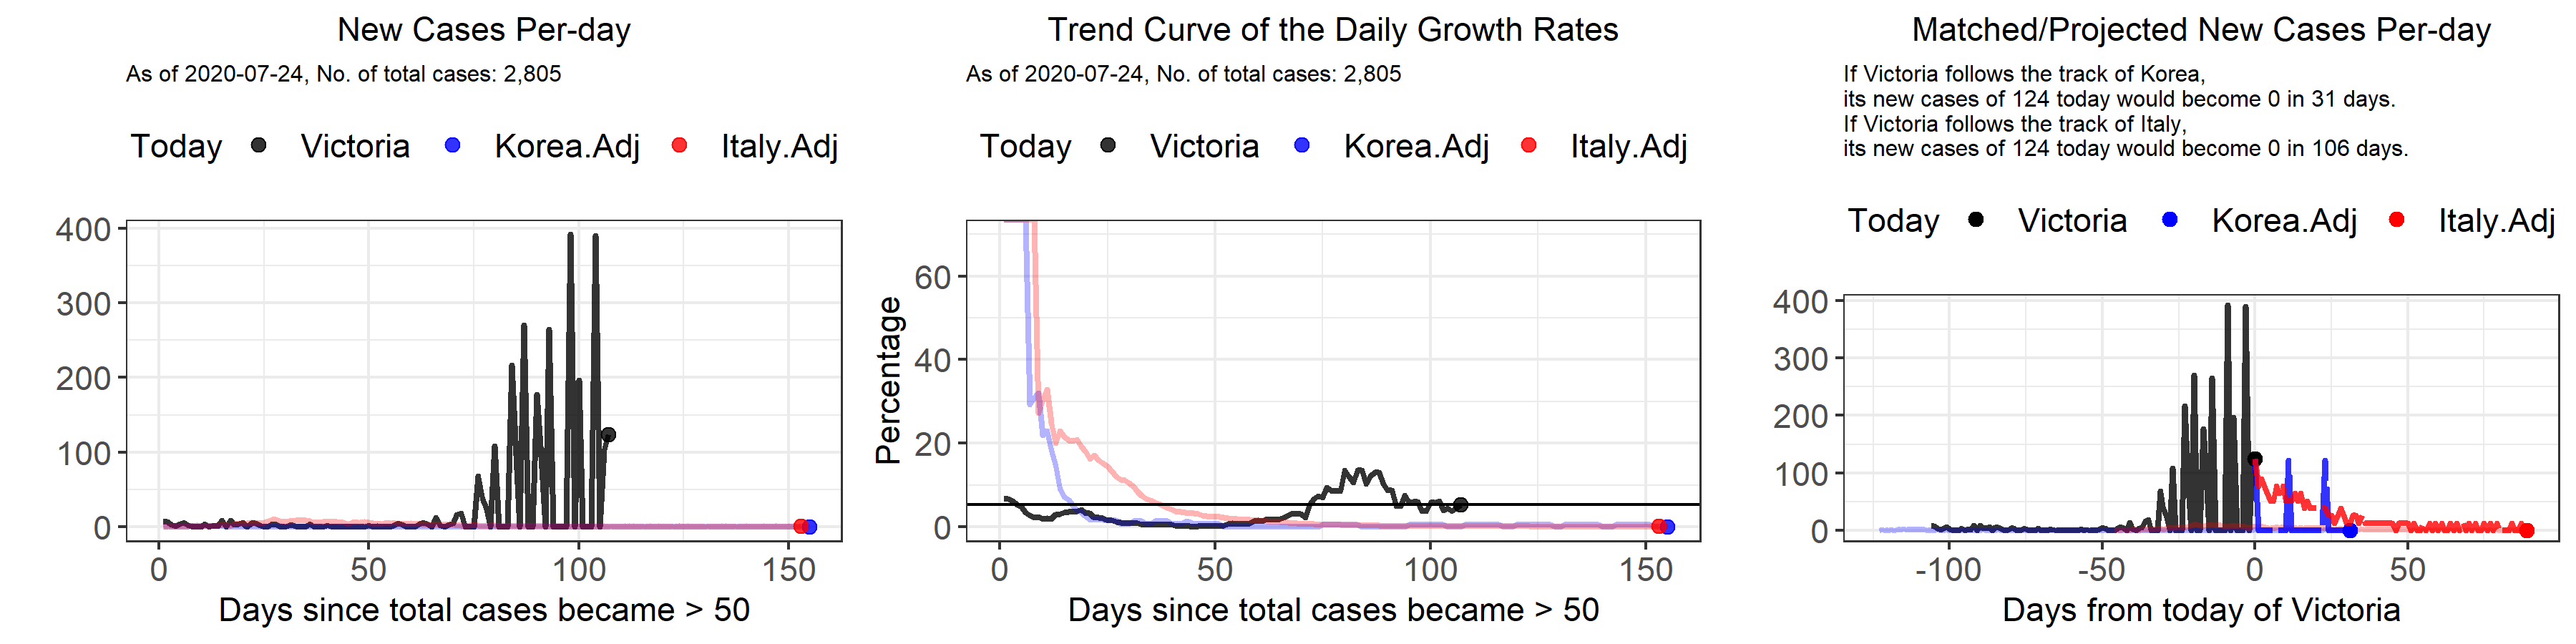 New Cases Per-day
As of 2020-07-24, No. of total cases: 2,805
Today Victoria Korea.Adj Italy.Adj
400
300
200
100
0
0 50 100 150
Days since total cases became > 50
Trend Curve of the Daily Growth Rates
As of 2020-07-24, No. of total cases: 2,805
Today Victoria Korea.Adj Italy.Adj
Percentage
60
40
20
0
0 50 100 150
Days since total cases became > 50
Matched/Projected New Cases Per-day
If Victoria follows the track of Korea,
its new cases of 124 today would become 0 in 31 days.
If Victoria follows the track of Italy,
its new cases of 124 today would become 0 in 106 days.
Today Victoria Korea.Adj Italy.Adj
400
300
200
100
0
-100 -50 0 50
Days from today of Victoria